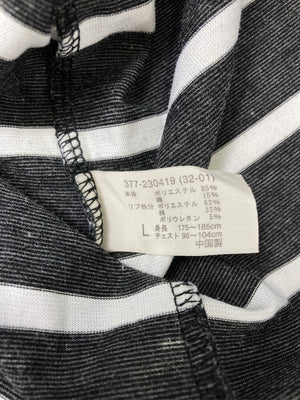 377-230419 (32-01)
本体 ポリエステル 85%
綿 15%
リブ部分 ポリエステル 62%
綿 33%
ポリウレタン 5%
L 身長 175〜185cm
チェスト 96〜104cm
中国製